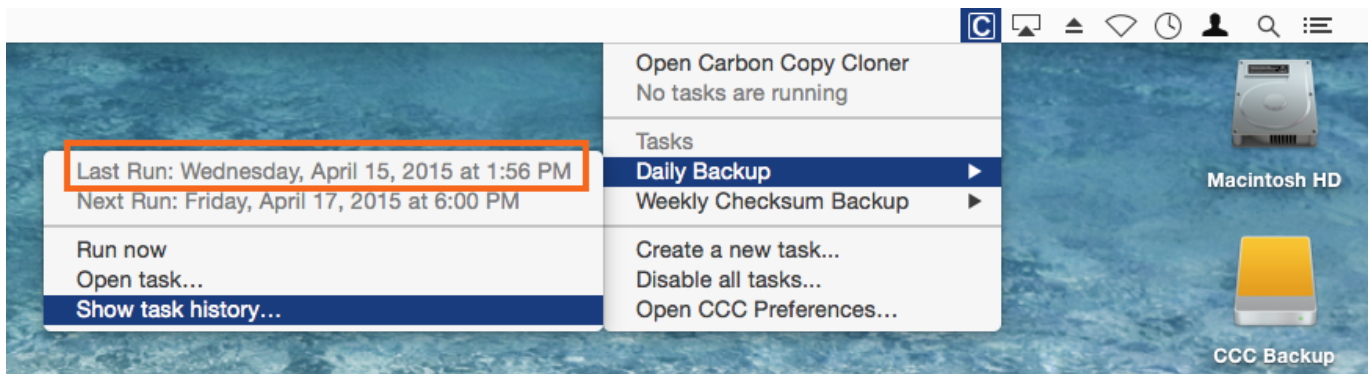 C
Open Carbon Copy Cloner
No tasks are running
Tasks
Daily Backup
Weekly Checksum Backup
Create a new task...
Disable all tasks...
Open CCC Preferences...
Last Run: Wednesday, April 15, 2015 at 1:56 PM
Next Run: Friday, April 17, 2015 at 6:00 PM
Run now
Open task...
Show task history...
Macintosh HD
CCC Backup